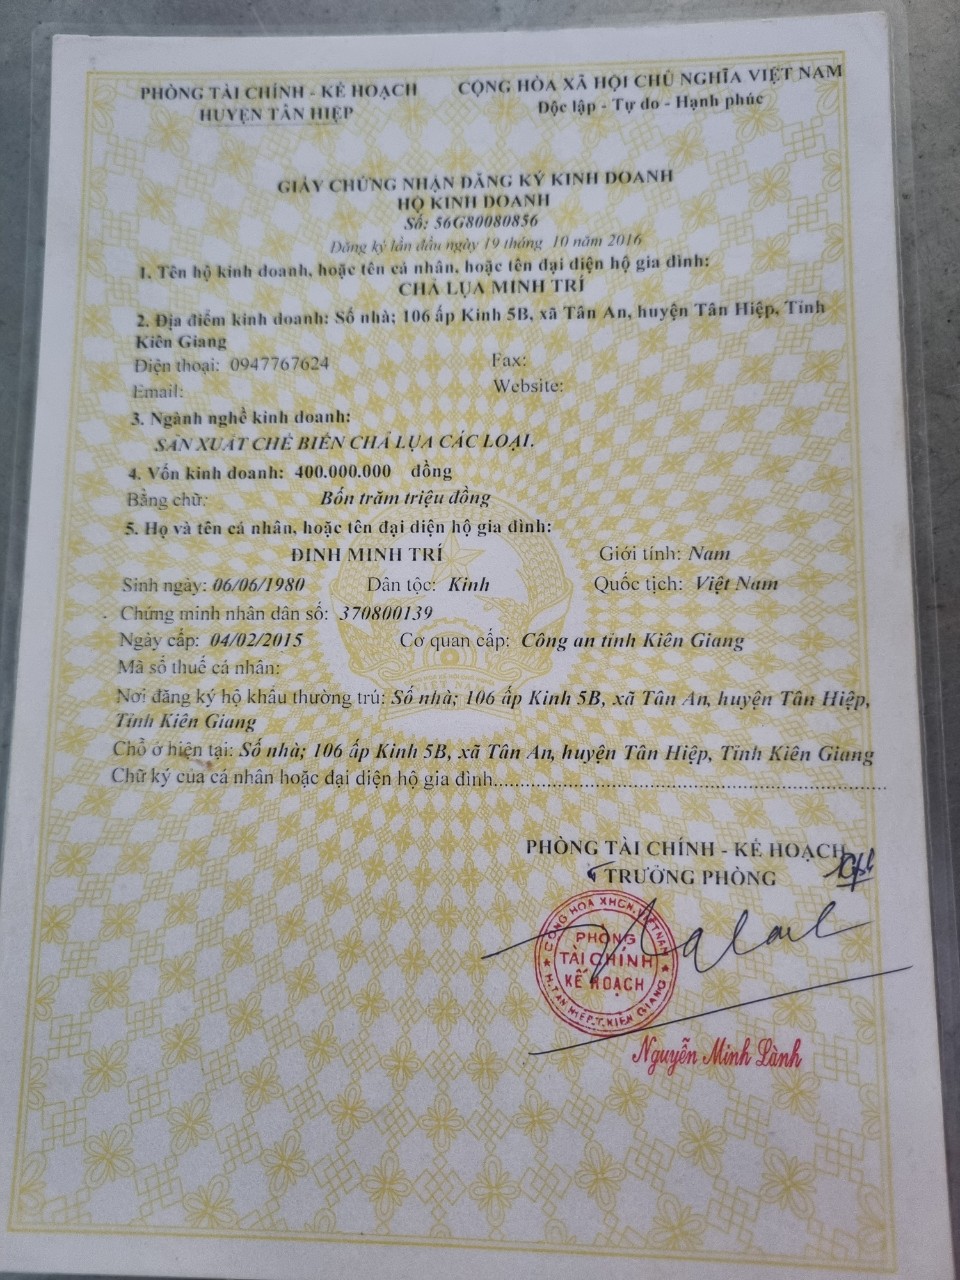 PHÒNG TÀI CHÍNH - KẾ HOẠCH
HUYỆN TÂN HIỆP
CỘNG HÒA XÃ HỘI CHỦ NGHĨA VIỆT NAM
Độc lập - Tự do - Hạnh phúc
GIẤY CHỨNG NHẬN ĐĂNG KÝ KINH DOANH
HỘ KINH DOANH
Số: 56G80080856
Đăng ký lần đầu ngày 19 tháng 10 năm 2016
1. Tên hộ kinh doanh, hoặc tên cá nhân, hoặc tên đại diện hộ gia đình:
CHẢ LỤA MINH TRÍ
2. Địa điểm kinh doanh: Số nhà; 106 ấp Kinh 5B, xã Tân An, huyện Tân Hiệp, Tỉnh
Kiên Giang
Điện thoại: 0947767624
Fax:
Email:
Website:
3. Ngành nghề kinh doanh:
SẢN XUẤT CHẾ BIẾN CHẢ LỤA CÁC LOẠI.
4. Vốn kinh doanh: 400.000.000 đồng
Bằng chữ: Bốn trăm triệu đồng
5. Họ và tên cá nhân, hoặc tên đại diện hộ gia đình:
ĐINH MINH TRÍ Giới tính: Nam
Sinh ngày: 06/06/1980 Dân tộc: Kinh Quốc tịch: Việt Nam
Chứng minh nhân dân số: 370800139
Ngày cấp: 04/02/2015 Cơ quan cấp: Công an tỉnh Kiên Giang
Mã số thuế cá nhân:
Nơi đăng ký hộ khẩu thường trú: Số nhà; 106 ấp Kinh 5B, xã Tân An, huyện Tân Hiệp,
Tỉnh Kiên Giang
Chổ ở hiện tại: Số nhà; 106 ấp Kinh 5B, xã Tân An, huyện Tân Hiệp, Tỉnh Kiên Giang
Chữ ký của cá nhân hoặc đại diện hộ gia đình..............................
PHÒNG TÀI CHÍNH - KẾ HOẠCH
TRƯỞNG PHÒNG
CỘNG HÒA XHCN VIỆT NAM
PHÒNG
TÀI CHÍNH
KẾ HOẠCH
H.TÂN HIỆP.T.KIÊN GIANG
Nguyễn Minh Lành